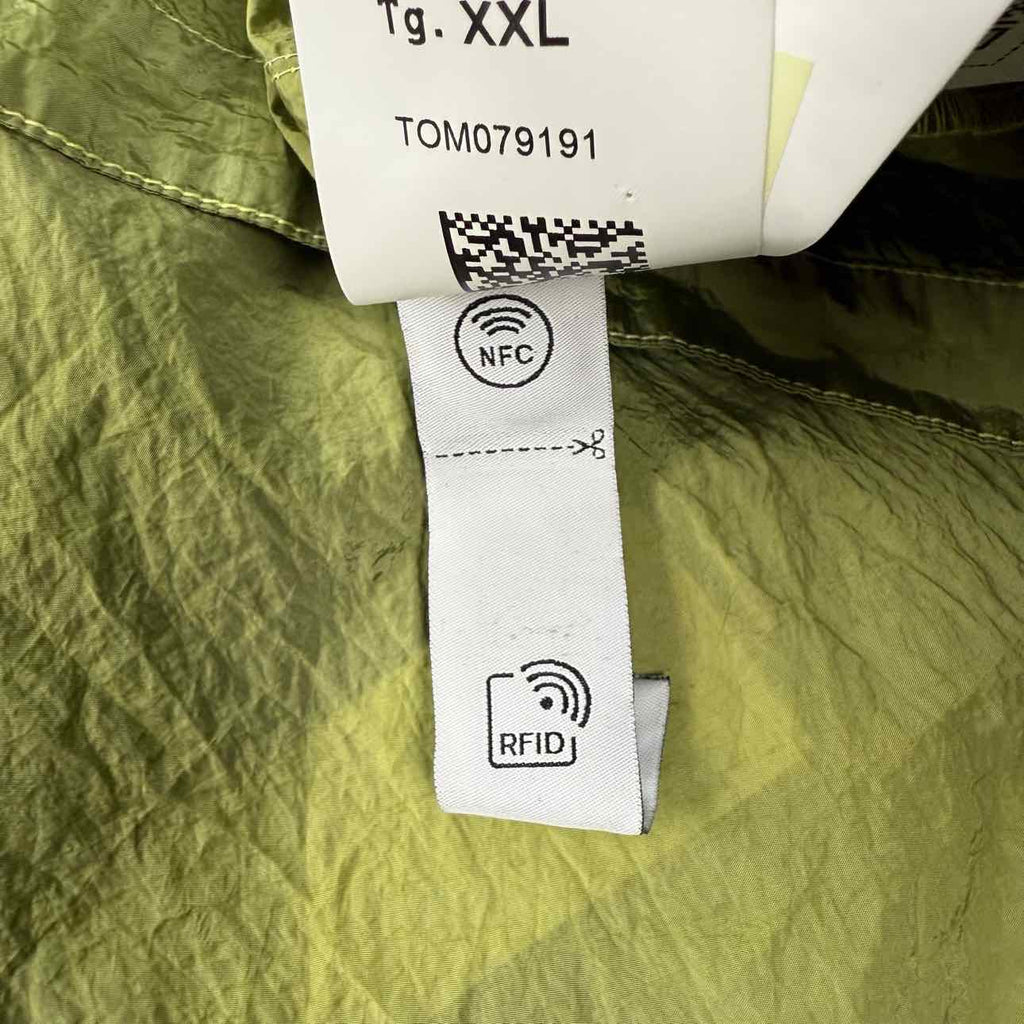 Tg. XXL
TOM079191
NFC
RFID